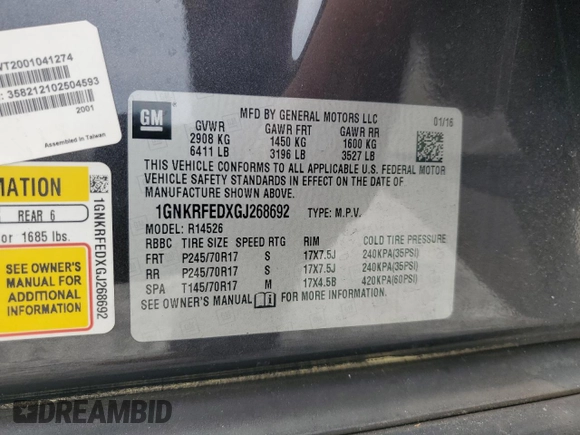 WT2001041274
: 358212102504593
2001
Assembled in Taiwan
MATION
REAR 6
or 1685 lbs.
SEE OWNER'S
MANUAL FOR
ADDITIONAL
INFORMATION
1GNKRFEDXGJ268692
GM
MFD BY GENERAL MOTORS LLC
01/16
GVWR GAWR FRT GAWR RR
2908 KG 1450 KG 1600 KG
6411 LB 3196 LB 3527 LB
THIS VEHICLE CONFORMS TO ALL APPLICABLE U.S. FEDERAL MOTOR
VEHICLE SAFETY STANDARDS IN EFFECT ON THE DATE OF
MANUFACTURE SHOWN ABOVE.
1GNKRFEDXGJ268692 TYPE: M.P.V.
MODEL: R14526
RBBC TIRE SIZE SPEED RTG RIM COLD TIRE PRESSURE
FRT P245/70R17 S 17X7.5J 240KPA(35PSI)
RR P245/70R17 S 17X7.5J 240KPA(35PSI)
SPA T145/70R17 M 17X4.5B 420KPA(60PSI)
SEE OWNER'S MANUAL FOR MORE INFORMATION.
DREAMBID